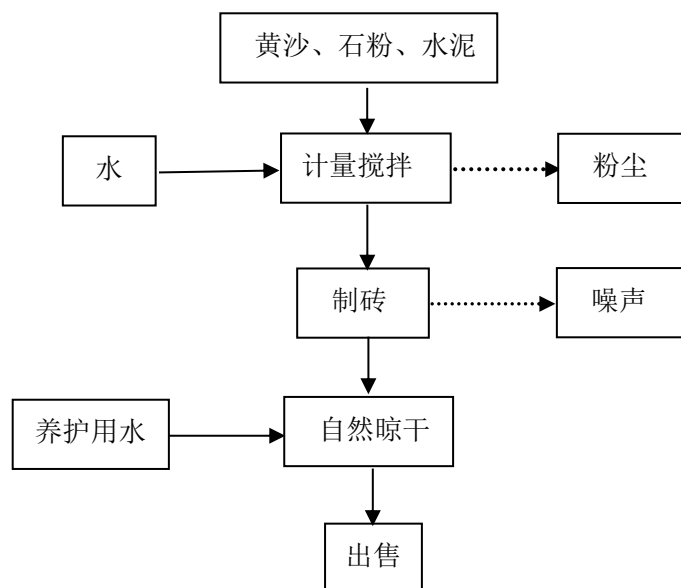 黄沙、石粉、水泥
水
计量搅拌
粉尘
制砖
噪声
养护用水
自然晾干
出售